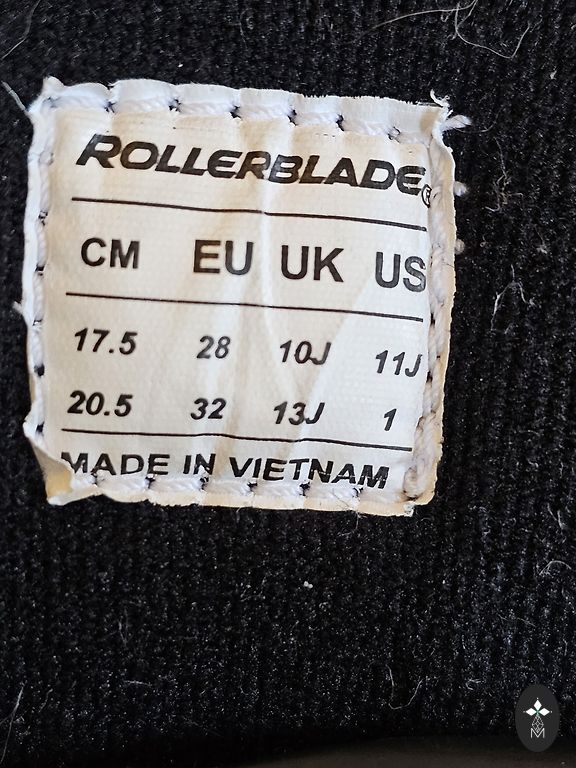 ROLLERBLADE®
CM EU UK US
17.5 28 10J 11J
20.5 32 13J 1
MADE IN VIETNAM
M